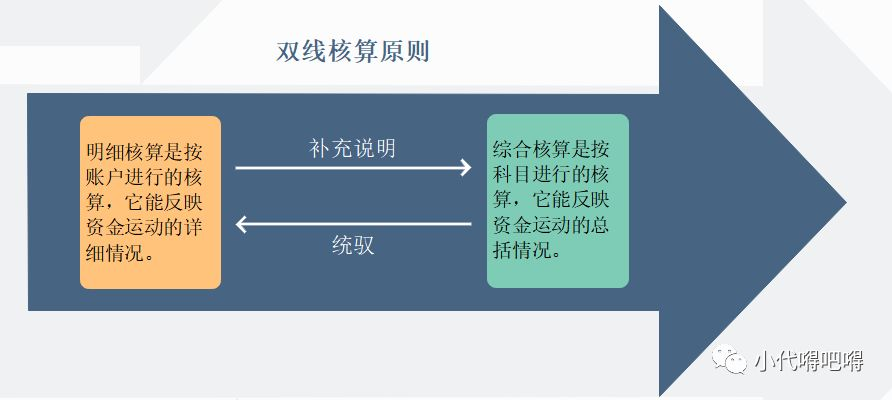 双线核算原则
明细核算是按
账户进行的核
算，它能反映
资金运动的详
细情况。
补充说明
统驭
综合核算是按
科目进行的核
算，它能反映
资金运动的总
括情况。
小代嘚吧嘚